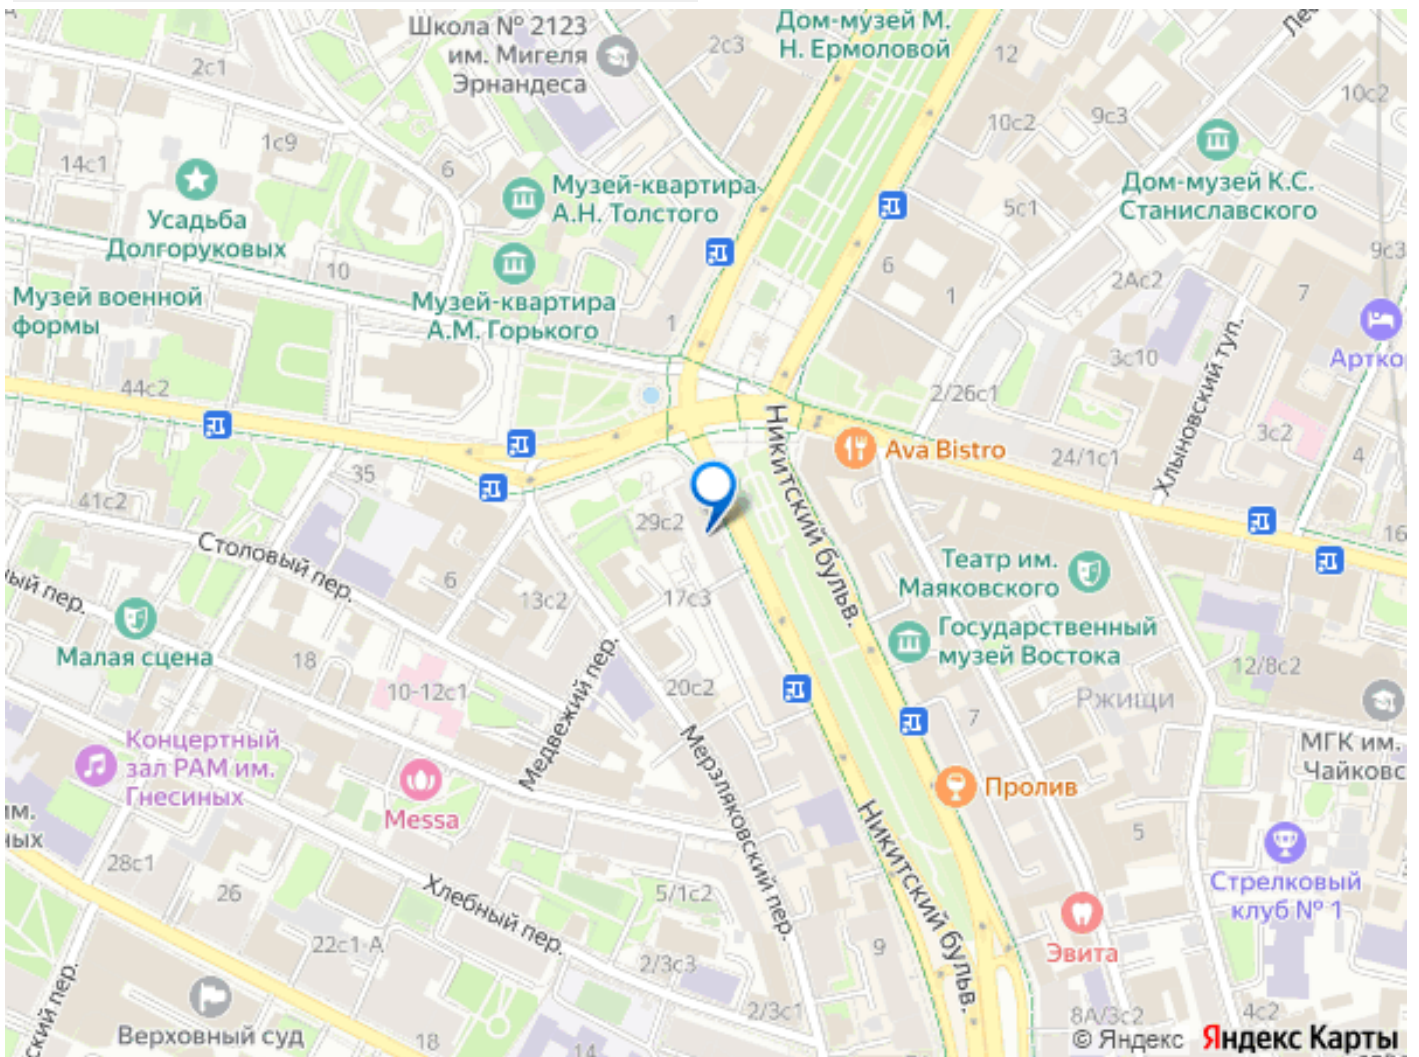 Школа № 2123
им. Мигеля
Эрнандеса
2с3
Дом-музей М.
Н. Ермоловой
12
2с1
10с2
9с3
10с2
1с9
14с1
6
Усадьба
Долгоруковых
Музей-квартира
А.Н. Толстого
Дом-музей К.С.
Станиславского
5с1
9с3
10
6
2Ас2
1
7
Музей военной
формы
Музей-квартира
А.М. Горького
1
3с10
Хлыновский туп.
44с2
2/26с1
3с2
4
Никитский бульв.
Ava Bistro
24/1с1
35
41с2
29с2
16
Столовый пер.
6
13с2
17с3
Театр им.
Маяковского
ый пер.
Малая сцена
Государственный
музей Востока
12/8с2
18
10-12с1
Медвежий пер.
20с2
7
Ржищи
Концертный
зал РАМ им.
Гнесиных
Мерзляковский пер.
МГК им.
Чайковс
Messa
Пролив
им.
ных
Никитский бульв.
5
28с1
26
Хлебный пер.
5/1с2
Стрелковый
клуб № 1
22с1-А
2/3с3
9
Эвита
ский пер.
Верховный суд
18
14
2/3с1
8А/3с2
4с2
© Яндекс Яндекс Карты